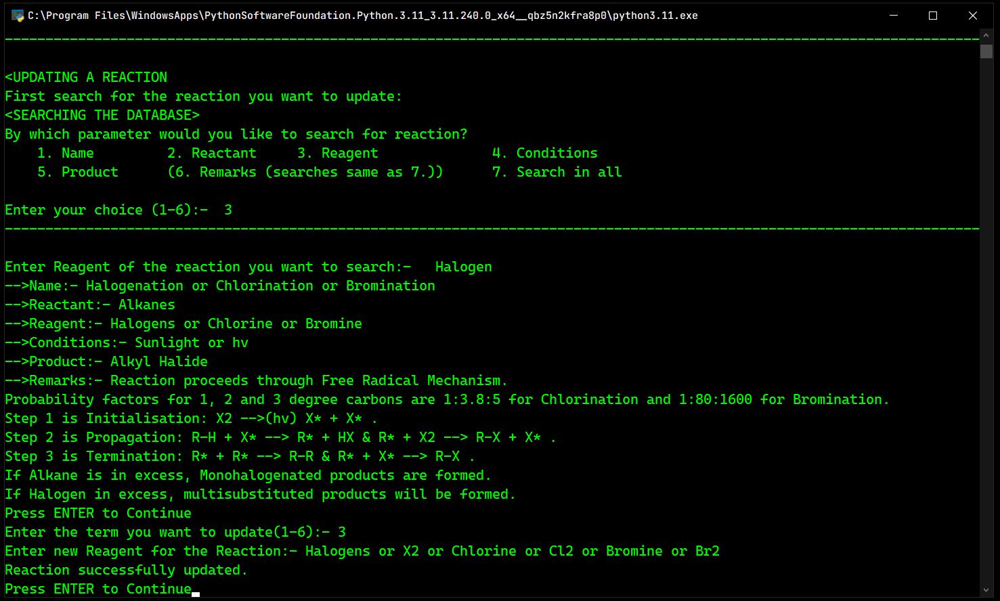 C:\Program Files\WindowsApps\PythonSoftwareFoundation.Python.3.11_3.11.240.0_x64__qbz5n2kfra8p0\python3.11.exe
<UPDATING A REACTION
First search for the reaction you want to update:
<SEARCHING THE DATABASE>
By which parameter would you like to search for reaction?
1. Name 2. Reactant 3. Reagent 4. Conditions
5. Product (6. Remarks (searches same as 7.)) 7. Search in all
Enter your choice (1-6):- 3
Enter Reagent of the reaction you want to search:- Halogen
-->Name:- Halogenation or Chlorination or Bromination
-->Reactant:- Alkanes
-->Reagent:- Halogens or Chlorine or Bromine
-->Conditions:- Sunlight or hv
-->Product:- Alkyl Halide
-->Remarks:- Reaction proceeds through Free Radical Mechanism.
Probability factors for 1, 2 and 3 degree carbons are 1:3.8:5 for Chlorination and 1:80:1600 for Bromination.
Step 1 is Initialisation: X2 -->(hv) X* + X* .
Step 2 is Propagation: R-H + X* --> R* + HX & R* + X2 --> R-X + X* .
Step 3 is Termination: R* + R* --> R-R & R* + X* --> R-X .
If Alkane is in excess, Monohalogenated products are formed.
If Halogen in excess, multisubstituted products will be formed.
Press ENTER to Continue
Enter the term you want to update(1-6):- 3
Enter new Reagent for the Reaction:- Halogens or X2 or Chlorine or Cl2 or Bromine or Br2
Reaction successfully updated.
Press ENTER to Continue